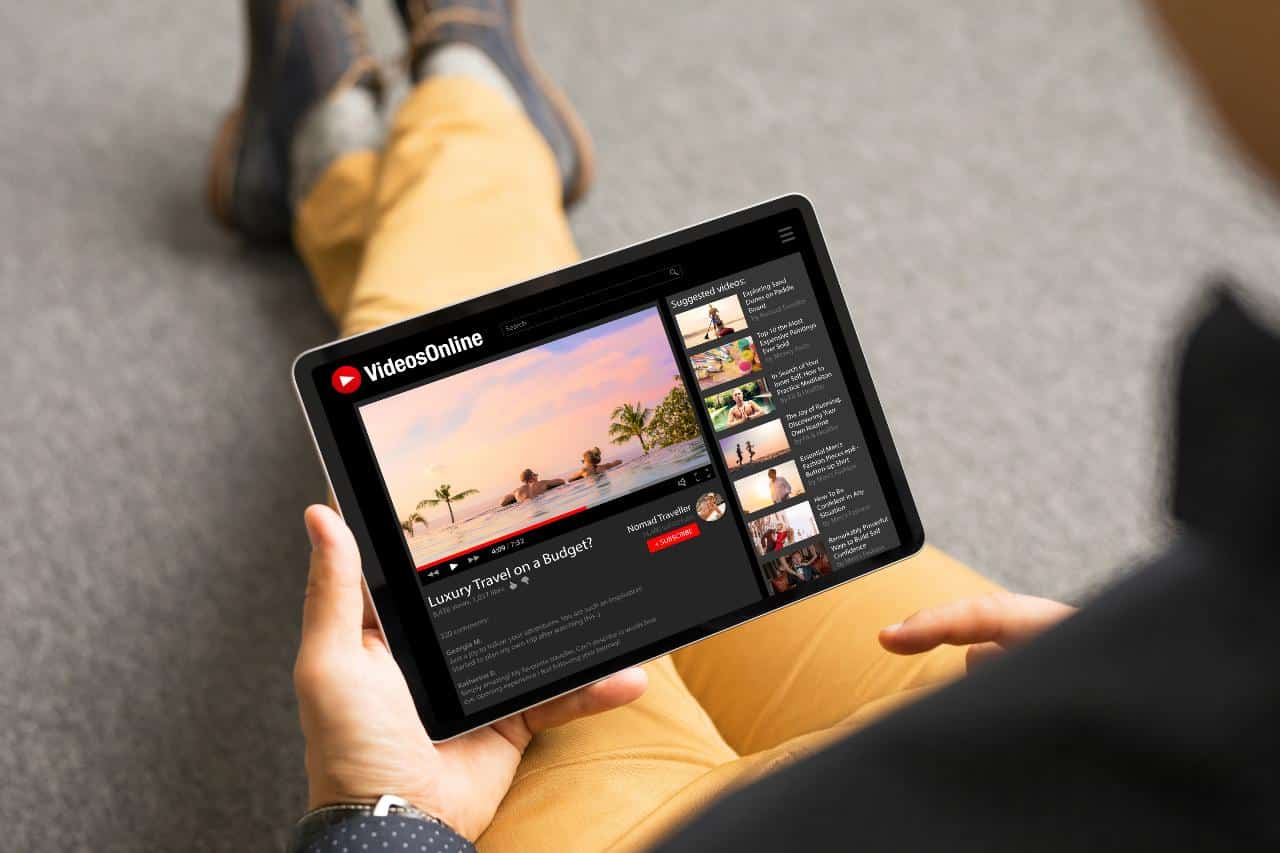 VideosOnline
Search
Luxury Travel on a Budget?
4:09 / 7:32
Nomad Traveller
+ SUBSCRIBE
views, 1,037 likes
320 comments:
Georgia M.
Just a joy to follow your adventures. You are such an inspiration!
Started to plan my own trip after watching this :)
Katherine D.
Simply amazing! My favourite traveller. Can't describe in words how
eye opening experience I had following your journey!
Suggested videos:
Exploring Sand
Dunes on Paddle
Board
by Nomad Traveller
Top 10 the Most
Expensive Paintings
Ever Sold
by Money Facts
In Search of Your
Inner Self. How to
Practice Meditation
by Fit & Healthy
The Joy of Running.
Discovering Your
Own Routine
by Fit & Healthy
Essential Men's
Fashion Pieces ep8 -
Button-up Shirt
by Men's Fashion
How To Be
Confident in Any
Situation
by Men's Fashion
Remarkably Powerful
Ways to Build Self
Confidence
by Men's Fashion